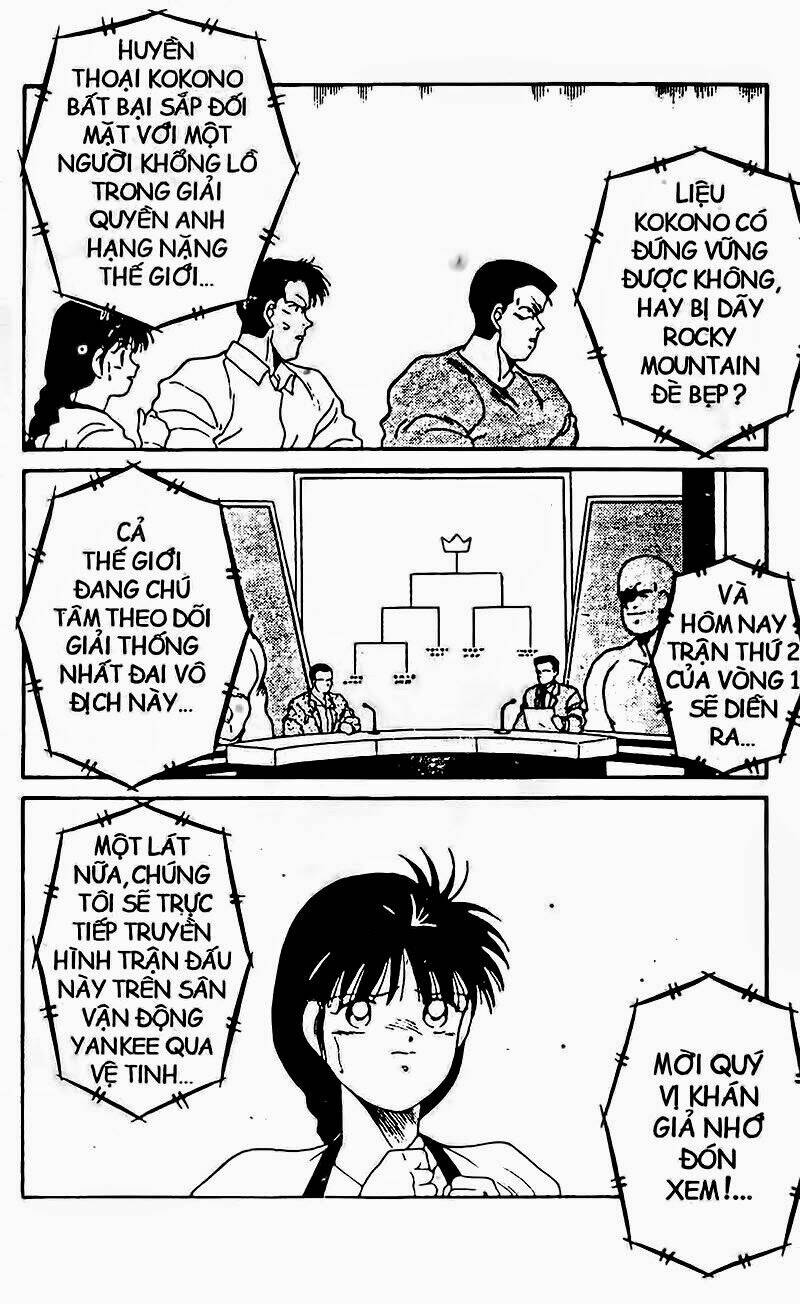 HUYỀN
THOẠI KOKONO
BẤT BẠI SẮP ĐỐI
MẶT VỚI MỘT
NGƯỜI KHỔNG LỒ
TRONG GIẢI
QUYỀN ANH
HẠNG NẶNG
THẾ GIỚI...
LIỆU
KOKONO CÓ
ĐỨNG VỮNG
ĐƯỢC KHÔNG,
HAY BỊ DÃY
ROCKY
MOUNTAIN
ĐÈ BẸP?
CẢ
THẾ GIỚI
ĐANG CHÚ
TÂM THEO DÕI
GIẢI THỐNG
NHẤT ĐAI VÔ
ĐỊCH NÀY...
VÀ
HÔM NAY
TRẬN THỨ 2
CỦA VÒNG 1
SẼ DIỄN
RA...
MỘT LÁT
NỮA, CHÚNG
TÔI SẼ TRỰC
TIẾP TRUYỀN
HÌNH TRẬN ĐẤU
NÀY TRÊN SÂN
VẬN ĐỘNG
YANKEE QUA
VỆ TINH...
MỜI QUÝ
VỊ KHÁN
GIẢ NHỚ
ĐÓN
XEM!...